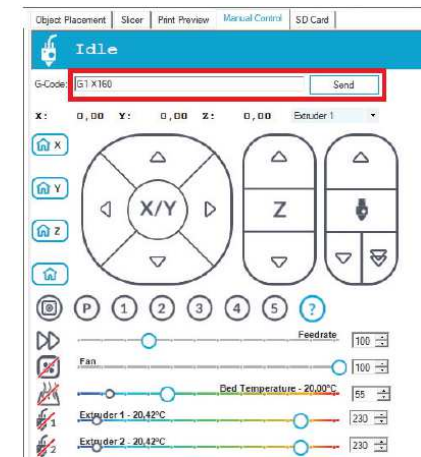 Object Placement Slicer Print Preview Manual Control SD Card
Idle
G-Code: G1 X160 Send
X: 0,00 Y: 0,00 Z: 0,00 Extruder 1
X
Y
Z
X/Y
Z
P 1 2 3 4 5 ?
Feedrate 100
Fan 100
Bed Temperature - 20,00°C 55
1 Extruder 1 - 20,42°C 230
2 Extruder 2 - 20,42°C 230